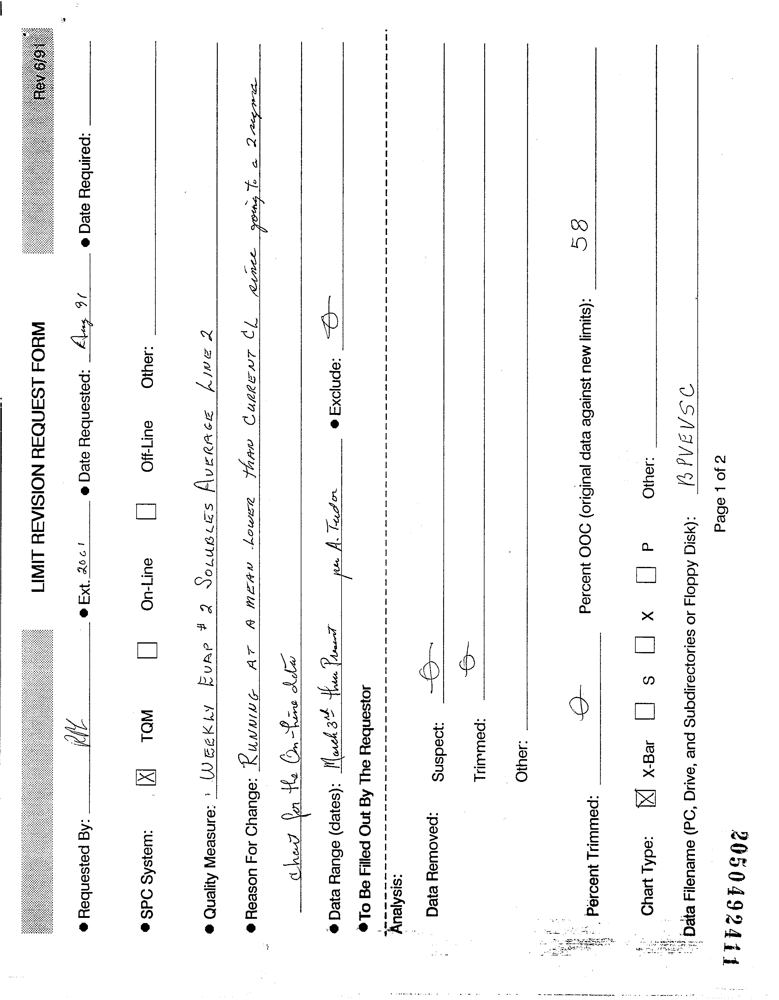 LIMIT REVISION REQUEST FORM Rev 6/91
● Requested By: ● Ext. 2061 ● Date Requested: Aug 91 ● Date Required:
● SPC System: [X] TQM [ ] On-Line [ ] Off-Line Other:
● Quality Measure: WEEKLY EVAP # 2 SOLUBLES AVERAGE LINE 2
● Reason For Change: RUNNING AT A MEAN LOWER THAN CURRENT CL since going to a 2 sigma
chart for the On-line data
● Data Range (dates): March 3rd thru Present per A. Tudor ● Exclude: 0
● To Be Filled Out By The Requestor
Analysis:
Data Removed: Suspect: 0
Trimmed: 0
Other:
Percent Trimmed: 0 Percent OOC (original data against new limits): 58
Chart Type: [X] X-Bar [ ] S [ ] X [ ] P Other:
Data Filename (PC, Drive, and Subdirectories or Floppy Disk): BPVEVSC
Page 1 of 2
2050492411